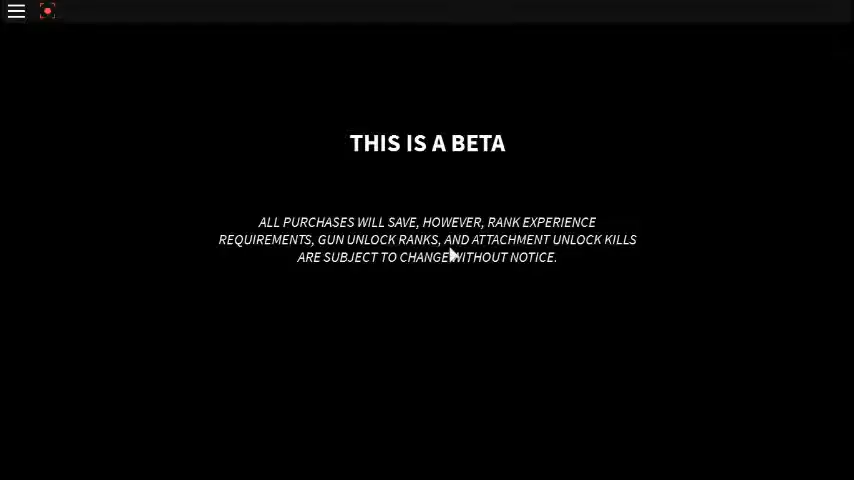 THIS IS A BETA
ALL PURCHASES WILL SAVE, HOWEVER, RANK EXPERIENCE
REQUIREMENTS, GUN UNLOCK RANKS, AND ATTACHMENT UNLOCK KILLS
ARE SUBJECT TO CHANGE WITHOUT NOTICE.